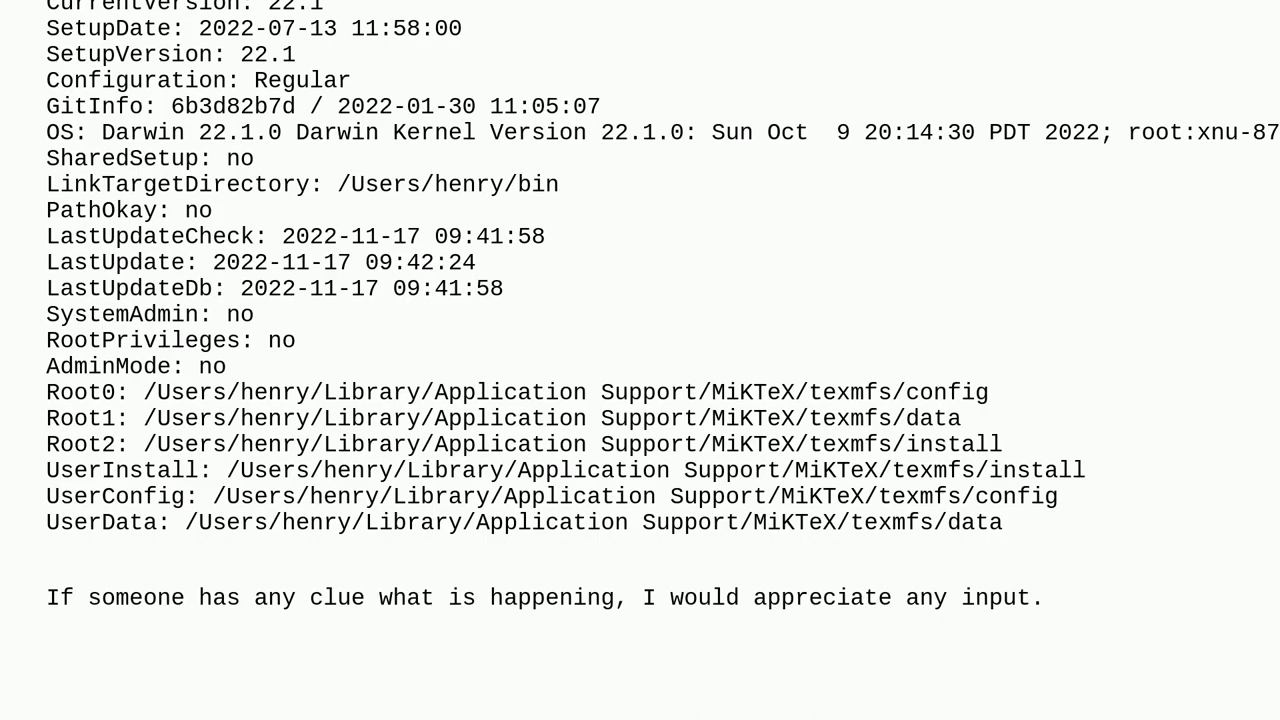 CurrentVersion: 22.1
SetupDate: 2022-07-13 11:58:00
SetupVersion: 22.1
Configuration: Regular
GitInfo: 6b3d82b7d / 2022-01-30 11:05:07
OS: Darwin 22.1.0 Darwin Kernel Version 22.1.0: Sun Oct  9 20:14:30 PDT 2022; root:xnu-87
SharedSetup: no
LinkTargetDirectory: /Users/henry/bin
PathOkay: no
LastUpdateCheck: 2022-11-17 09:41:58
LastUpdate: 2022-11-17 09:42:24
LastUpdateDb: 2022-11-17 09:41:58
SystemAdmin: no
RootPrivileges: no
AdminMode: no
Root0: /Users/henry/Library/Application Support/MiKTeX/texmfs/config
Root1: /Users/henry/Library/Application Support/MiKTeX/texmfs/data
Root2: /Users/henry/Library/Application Support/MiKTeX/texmfs/install
UserInstall: /Users/henry/Library/Application Support/MiKTeX/texmfs/install
UserConfig: /Users/henry/Library/Application Support/MiKTeX/texmfs/config
UserData: /Users/henry/Library/Application Support/MiKTeX/texmfs/data
If someone has any clue what is happening, I would appreciate any input.